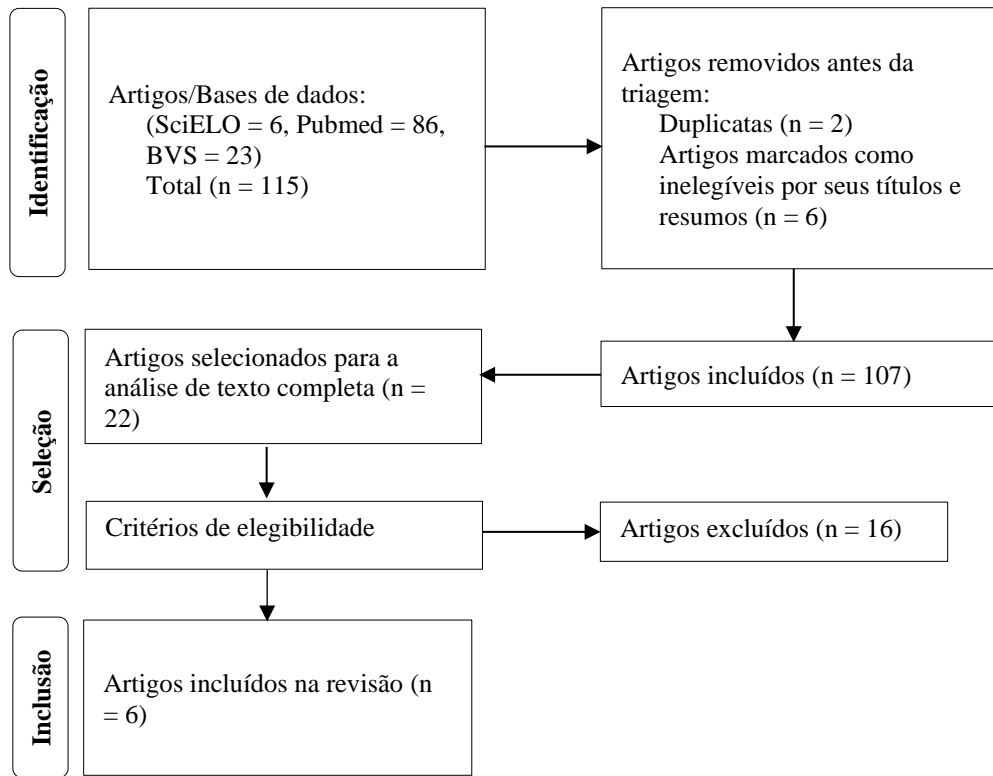 Identificação
Artigos/Bases de dados:
(SciELO = 6, Pubmed = 86,
BVS = 23)
Total (n = 115)
Artigos removidos antes da
triagem:
Duplicatas (n = 2)
Artigos marcados como
inelegíveis por seus títulos e
resumos (n = 6)
Seleção
Artigos selecionados para a
análise de texto completa (n =
22)
Artigos incluídos (n = 107)
Critérios de elegibilidade
Artigos excluídos (n = 16)
Inclusão
Artigos incluídos na revisão (n
= 6)